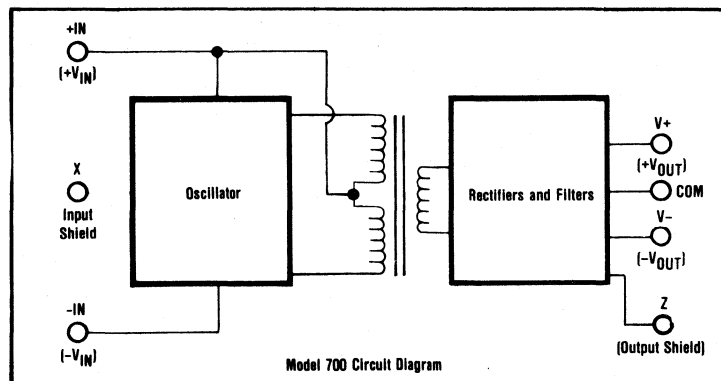 +IN
(+VIN)
X
Input
Shield
-IN
(-VIN)
Oscillator
Rectifiers and Filters
V+
(+VOUT)
COM
V-
(-VOUT)
Z
(Output Shield)
Model 700 Circuit Diagram